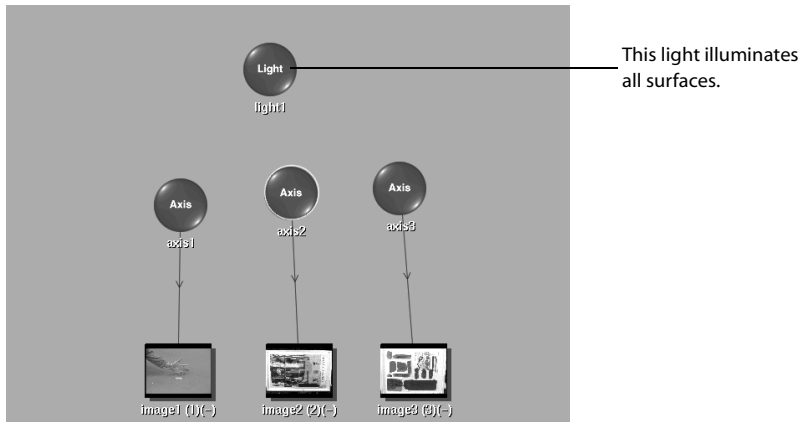 Light
light1
This light illuminates
all surfaces.
Axis
axis1
Axis
axis2
Axis
axis3
image1 (1)(-)
image2 (2)(-)
image3 (3)(-)